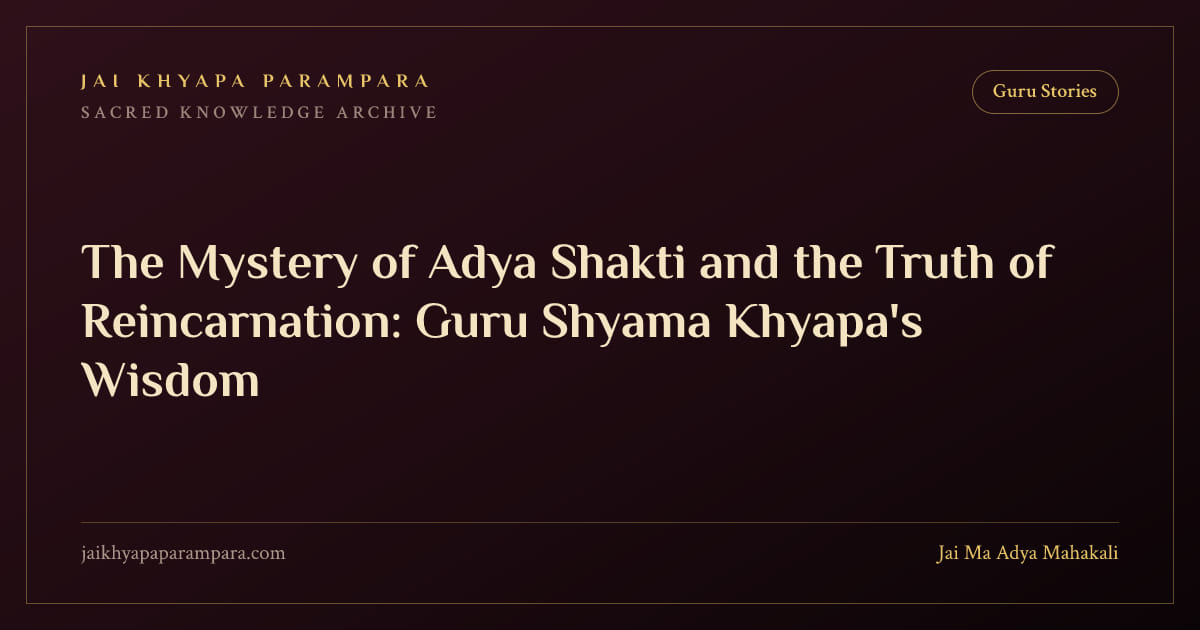 JAI KHYAPA PARAMPARA
SACRED KNOWLEDGE ARCHIVE
Guru Stories
The Mystery of Adya Shakti and the Truth of
Reincarnation: Guru Shyama Khyapa's
Wisdom
jaikhyapaparampara.com
Jai Ma Adya Mahakali